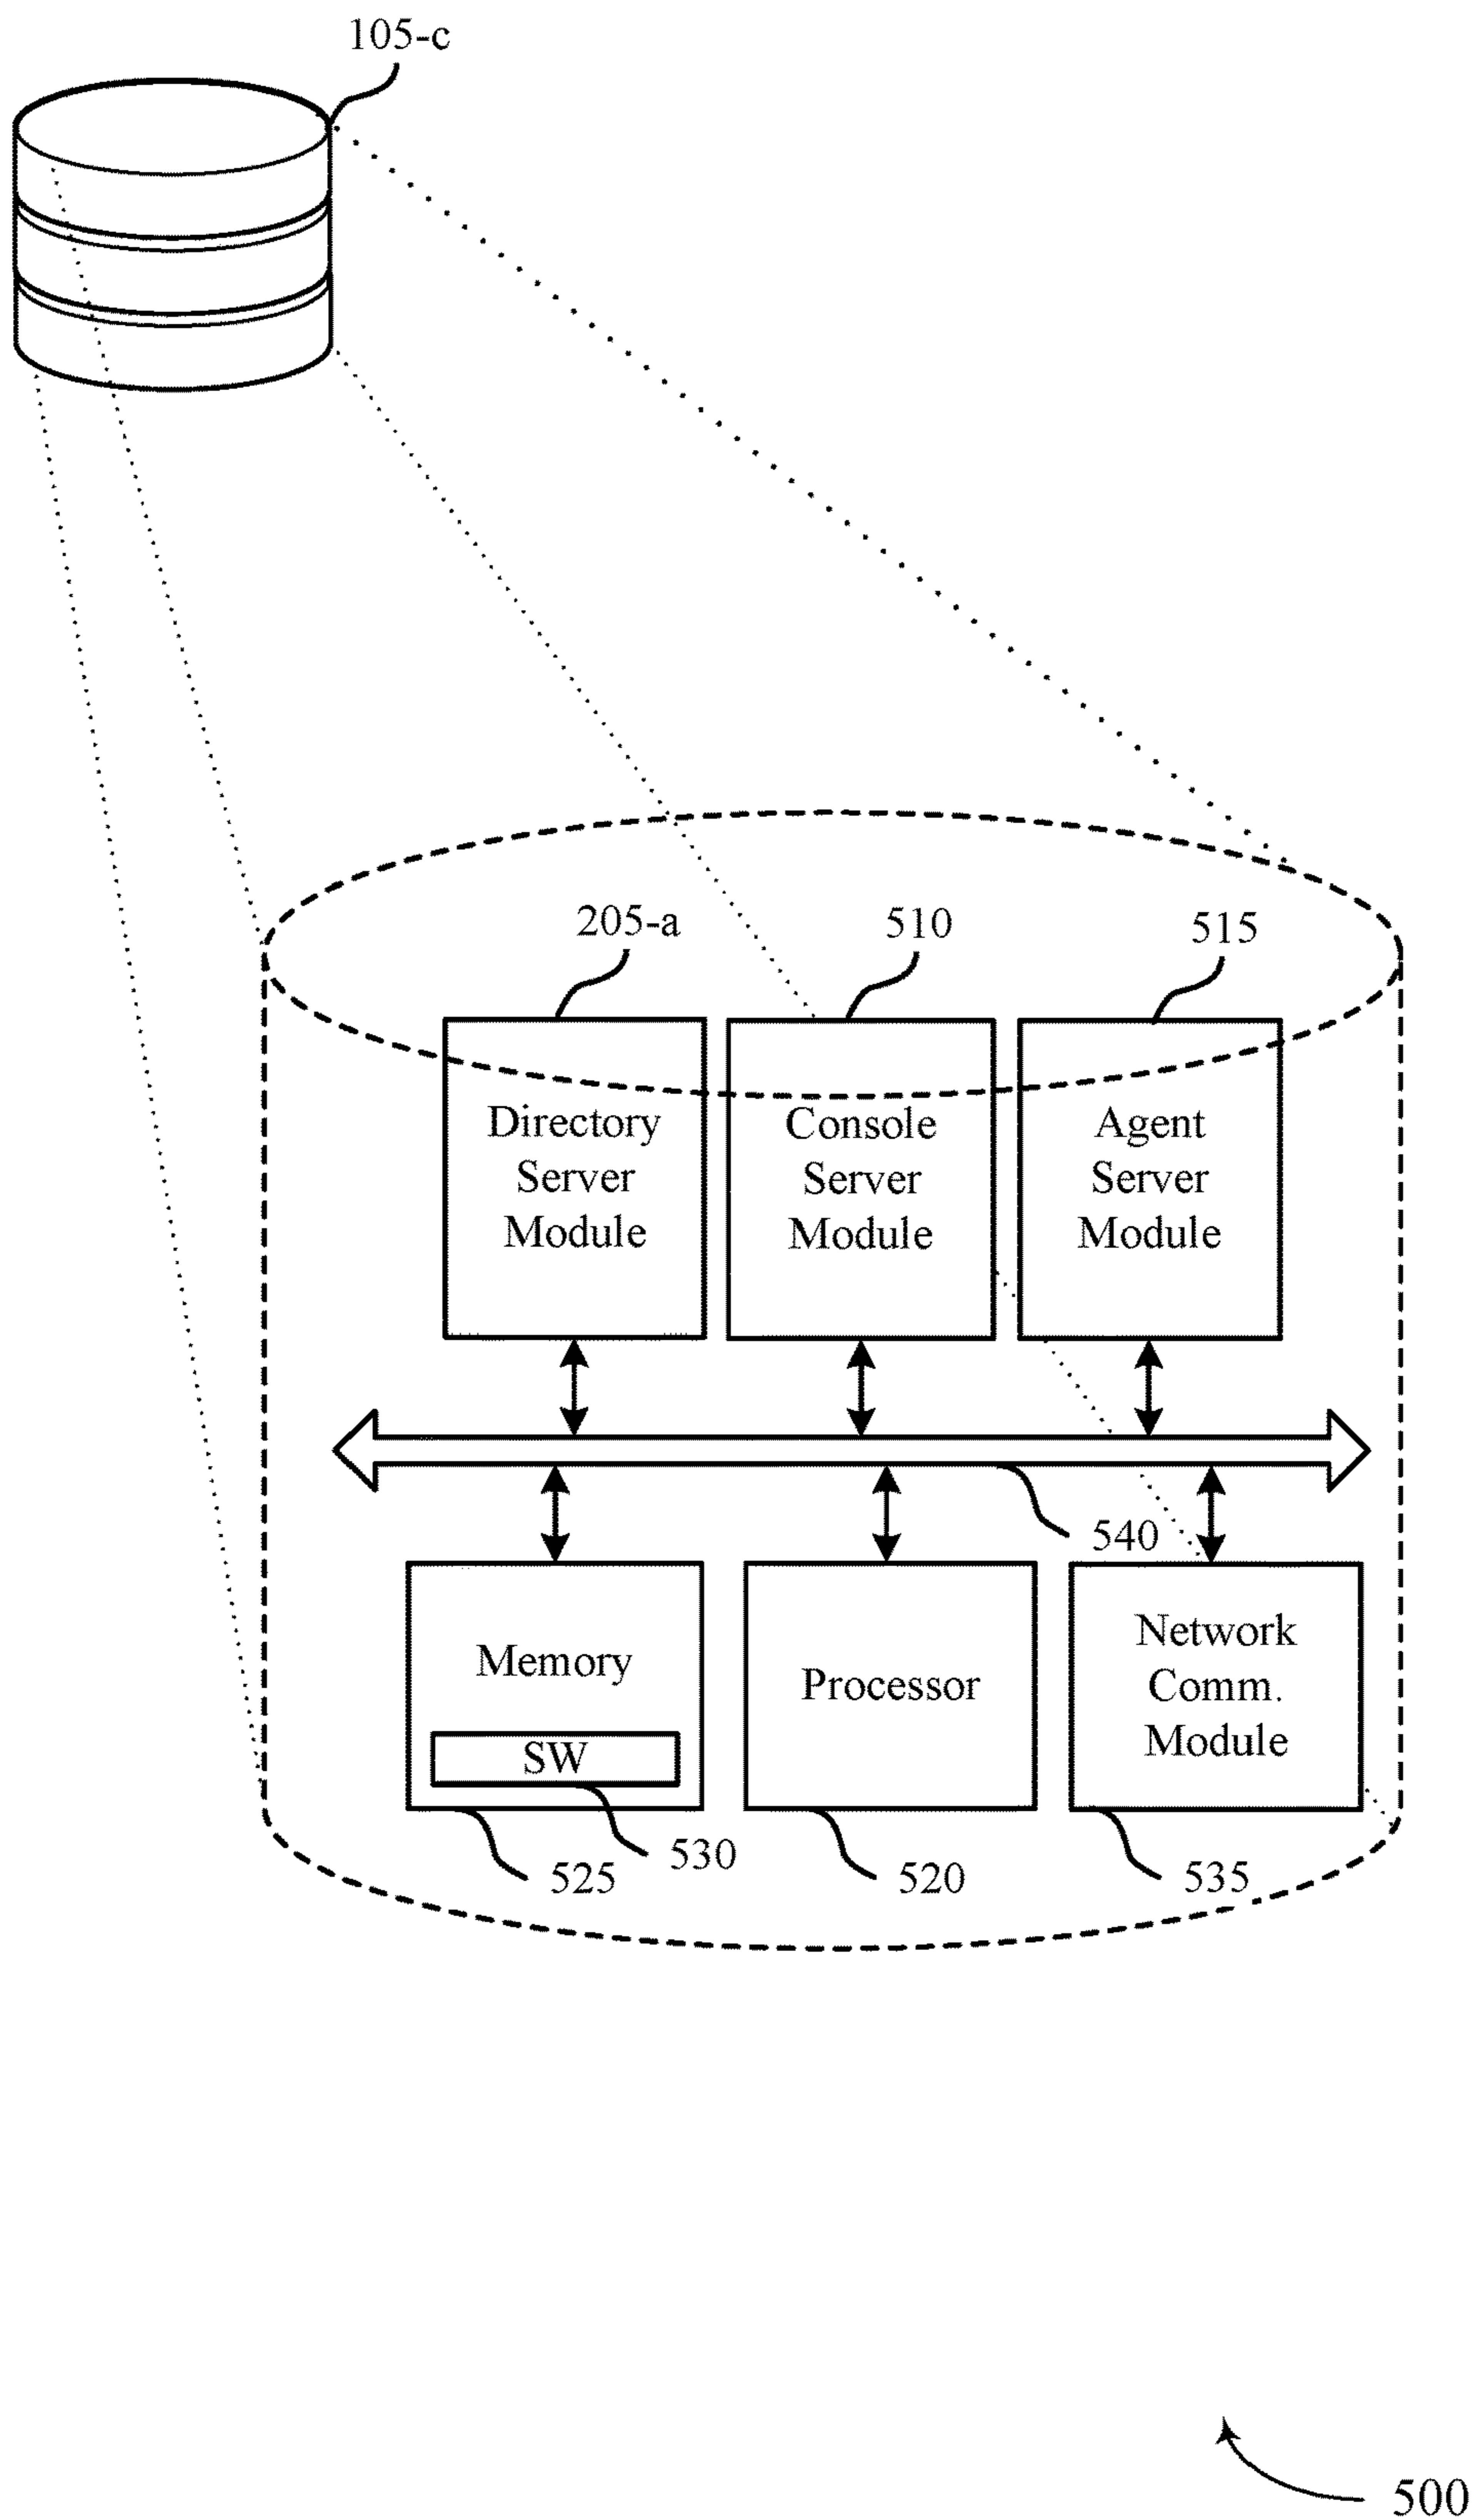 105-c
205-a
510
515
Directory
Server
Module
Console
Server
Module
Agent
Server
Module
540
Memory
SW
Processor
Network
Comm.
Module
530
525
520
535
500